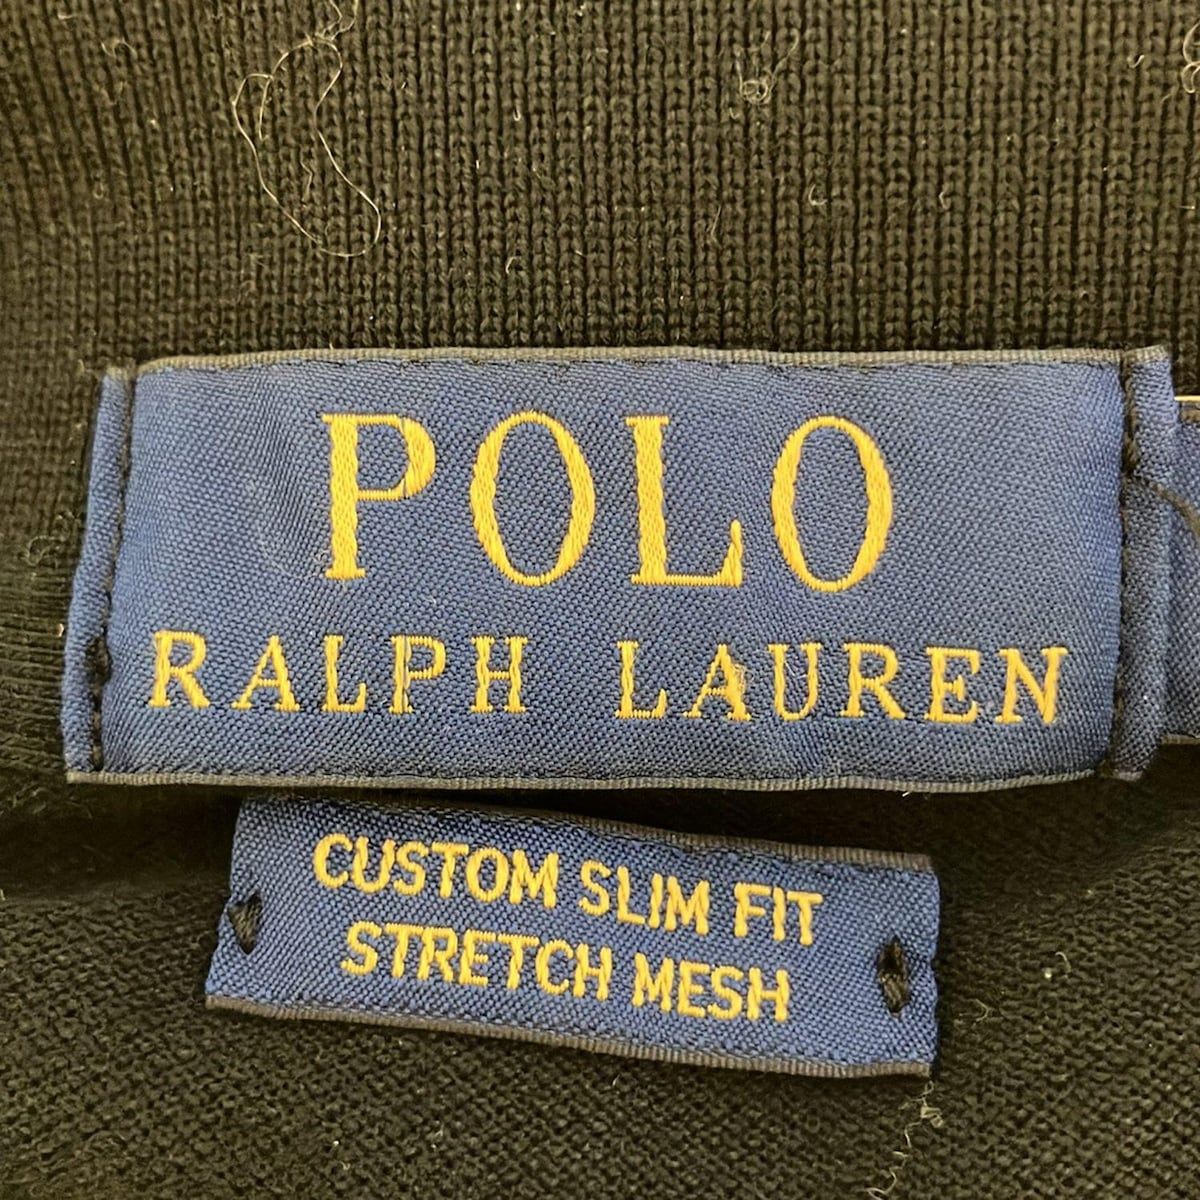 POLO
RALPH LAUREN
CUSTOM SLIM FIT
STRETCH MESH